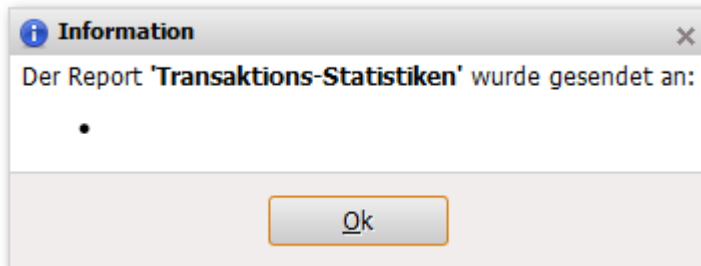 Information
Der Report 'Transaktions-Statistiken' wurde gesendet an:
•
Ok